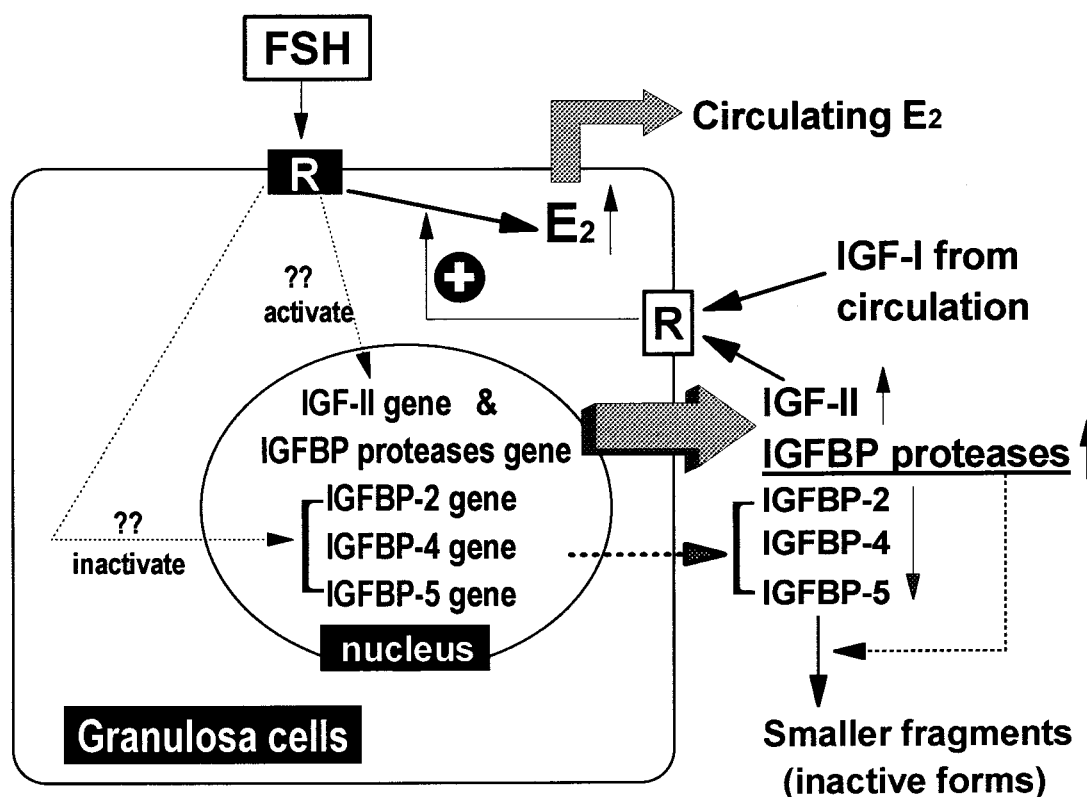 FSH
R
Circulating E2
E2
IGF-I from
circulation
??
activate
R
IGF-II gene &
IGFBP proteases gene
IGFBP-2 gene
IGFBP-4 gene
IGFBP-5 gene
nucleus
??
inactivate
IGF-II
IGFBP proteases
IGFBP-2
IGFBP-4
IGFBP-5
Smaller fragments
(inactive forms)
Granulosa cells